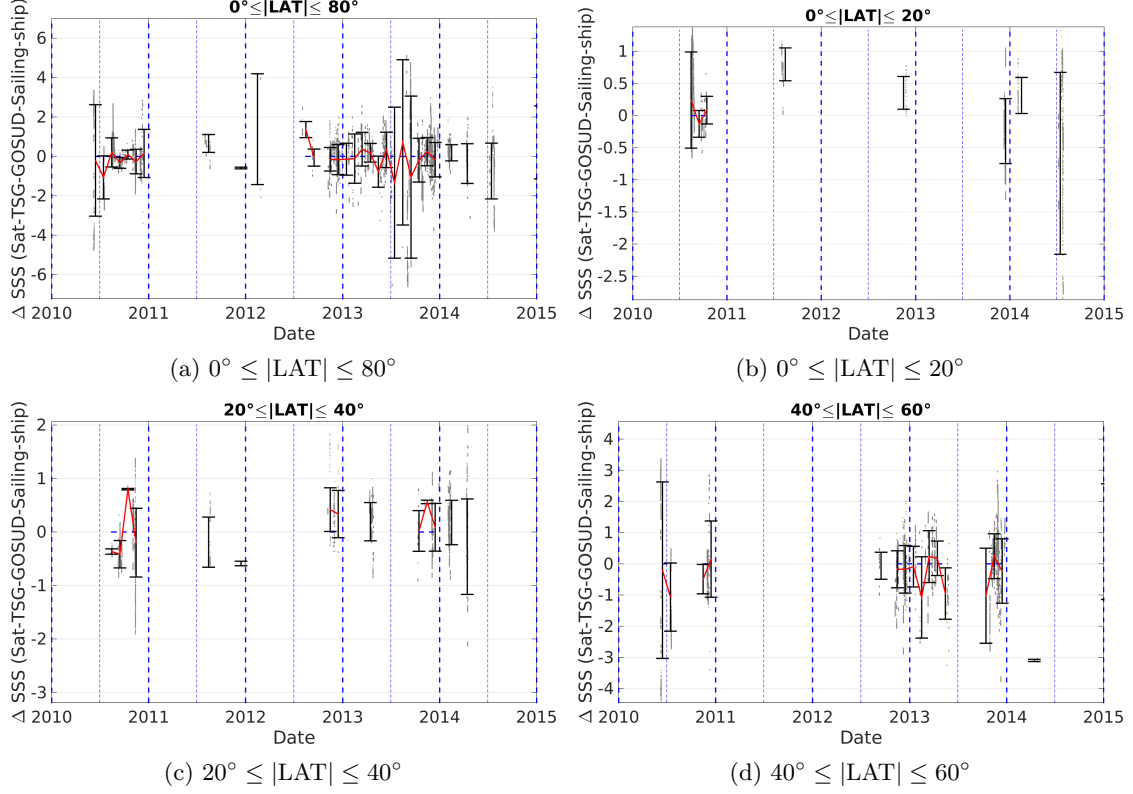 0°≤|LAT|≤ 80°
Δ SSS (Sat-TSG-GOSUD-Sailing-ship)
6
4
2
0
-2
-4
-6
2010 2011 2012 2013 2014 2015
Date
(a) 0° ≤ |LAT| ≤ 80°
0°≤|LAT|≤ 20°
Δ SSS (Sat-TSG-GOSUD-Sailing-ship)
1
0.5
0
-0.5
-1
-1.5
-2
-2.5
2010 2011 2012 2013 2014 2015
Date
(b) 0° ≤ |LAT| ≤ 20°
20°≤|LAT|≤ 40°
Δ SSS (Sat-TSG-GOSUD-Sailing-ship)
2
1
0
-1
-2
-3
2010 2011 2012 2013 2014 2015
Date
(c) 20° ≤ |LAT| ≤ 40°
40°≤|LAT|≤ 60°
Δ SSS (Sat-TSG-GOSUD-Sailing-ship)
4
3
2
1
0
-1
-2
-3
-4
2010 2011 2012 2013 2014 2015
Date
(d) 40° ≤ |LAT| ≤ 60°